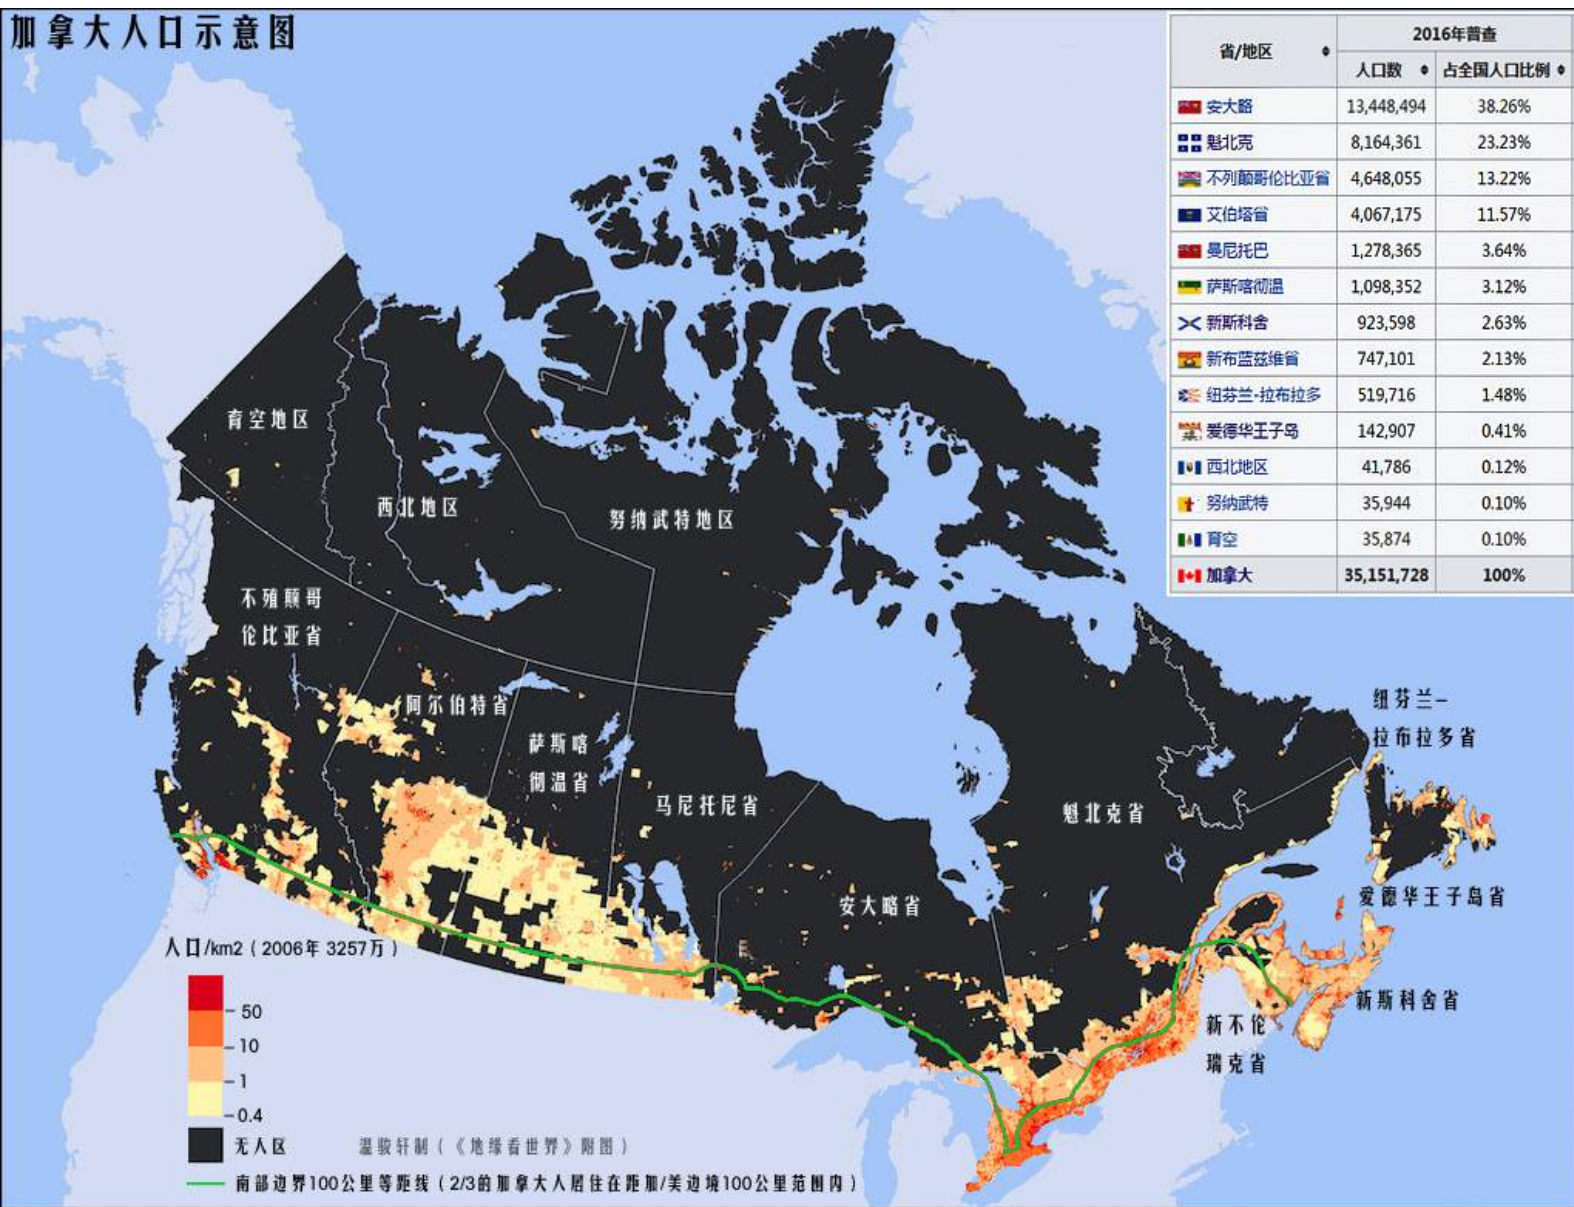 加拿大人口示意图
省/地区
2016年普查
人口数
占全国人口比例
安大略 13,448,494 38.26%
魁北克 8,164,361 23.23%
不列颠哥伦比亚省 4,648,055 13.22%
艾伯塔省 4,067,175 11.57%
曼尼托巴 1,278,365 3.64%
萨斯喀彻温 1,098,352 3.12%
新斯科舍 923,598 2.63%
新布蓝兹维省 747,101 2.13%
纽芬兰-拉布拉多 519,716 1.48%
爱德华王子岛 142,907 0.41%
西北地区 41,786 0.12%
努纳武特 35,944 0.10%
育空 35,874 0.10%
加拿大 35,151,728 100%
育空地区
西北地区
努纳武特地区
不殖颠哥
伦比亚省
阿尔伯特省
萨斯喀
彻温省
马尼托尼省
魁北克省
安大略省
纽芬兰-
拉布拉多省
爱德华王子岛省
新斯科舍省
新不伦
瑞克省
人口/km2（2006年 3257万）
50
10
1
0.4
无人区
温骏轩制（《地缘看世界》附图）
南部边界100公里等距线（2/3的加拿大人居住在距加/美边境100公里范围内）